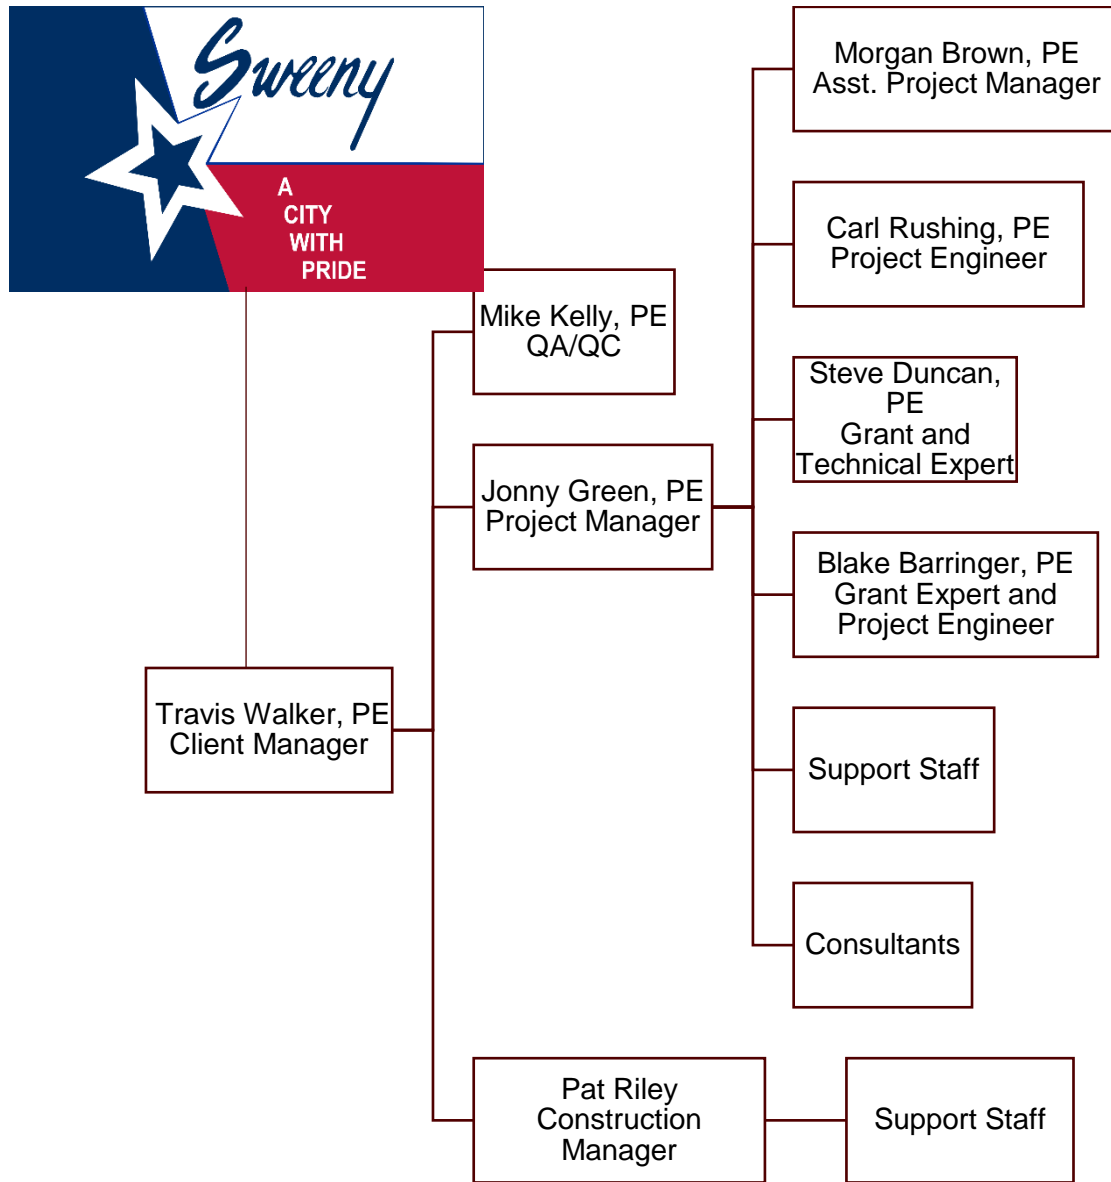 Sweeny
A
CITY
WITH
PRIDE
Morgan Brown, PE
Asst. Project Manager
Carl Rushing, PE
Project Engineer
Mike Kelly, PE
QA/QC
Steve Duncan,
PE
Grant and
Technical Expert
Jonny Green, PE
Project Manager
Blake Barringer, PE
Grant Expert and
Project Engineer
Travis Walker, PE
Client Manager
Support Staff
Consultants
Pat Riley
Construction
Manager
Support Staff